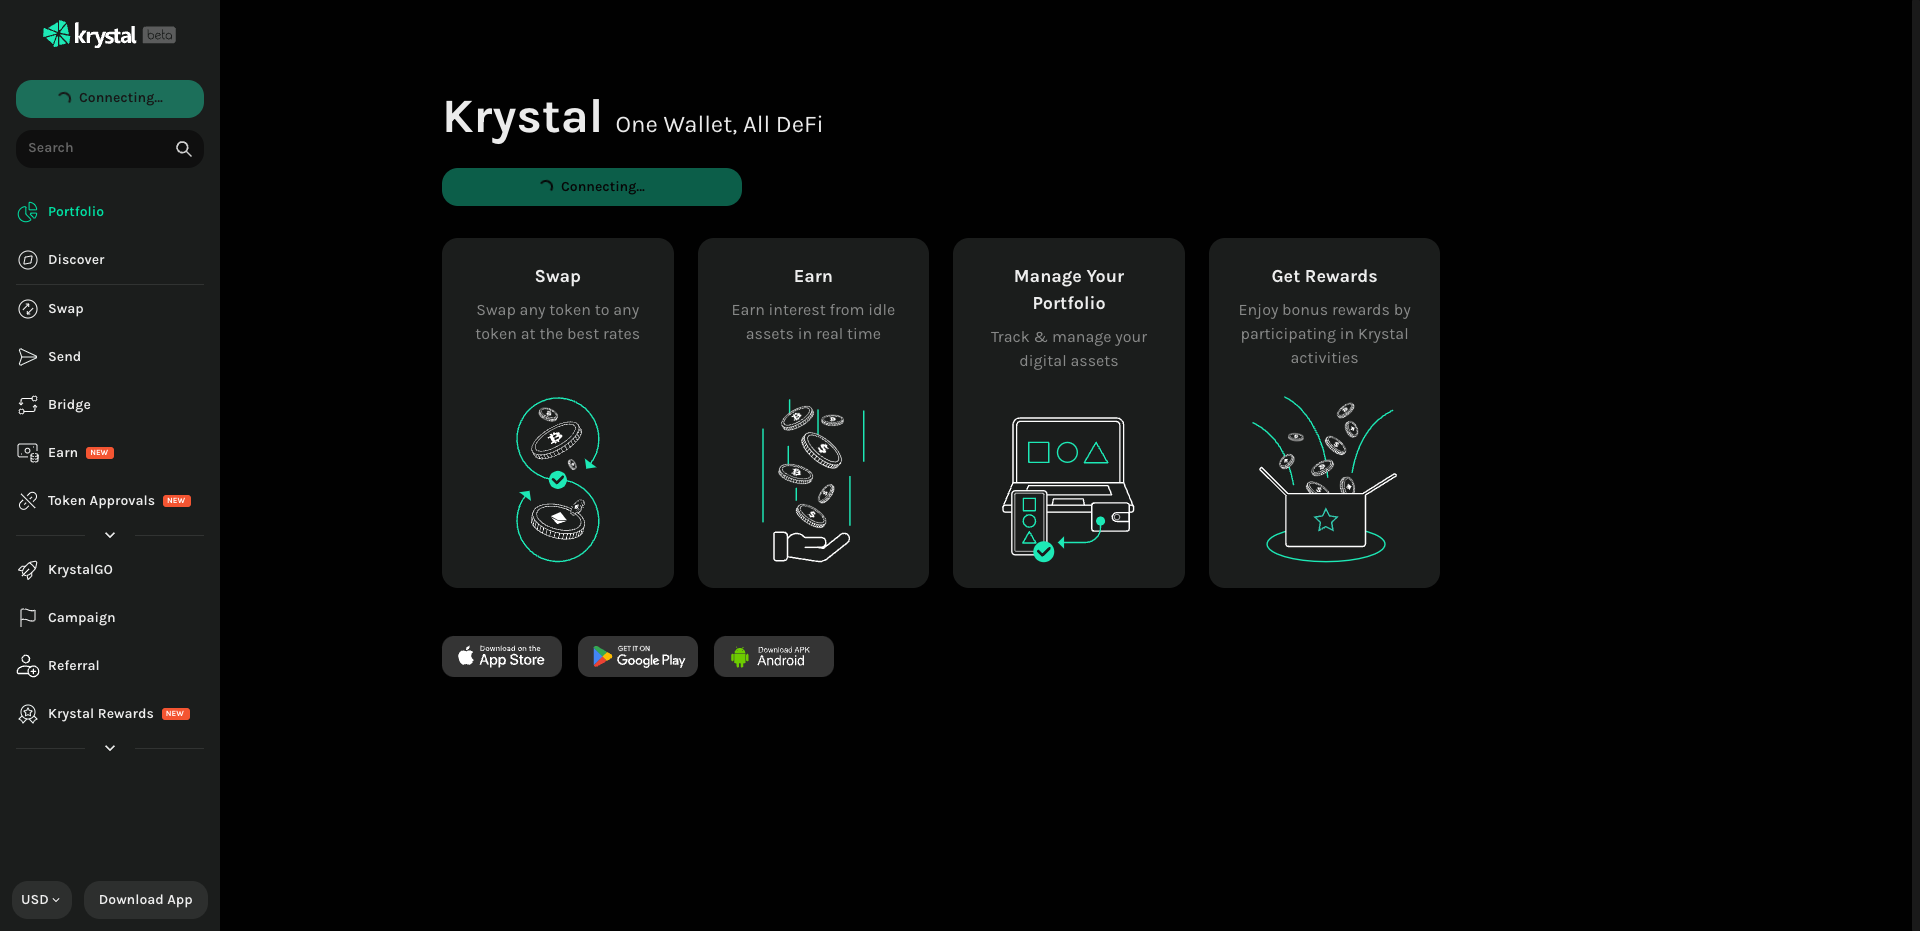 krystal beta
Connecting...
Search
Portfolio
Discover
Swap
Send
Bridge
Earn NEW
Token Approvals NEW
KrystalGO
Campaign
Referral
Krystal Rewards NEW
USD
Download App
Krystal One Wallet, All DeFi
Connecting...
Swap
Swap any token to any
token at the best rates
Earn
Earn interest from idle
assets in real time
Manage Your
Portfolio
Track & manage your
digital assets
Get Rewards
Enjoy bonus rewards by
participating in Krystal
activities
Download on the
App Store
GET IT ON
Google Play
Download APK
Android